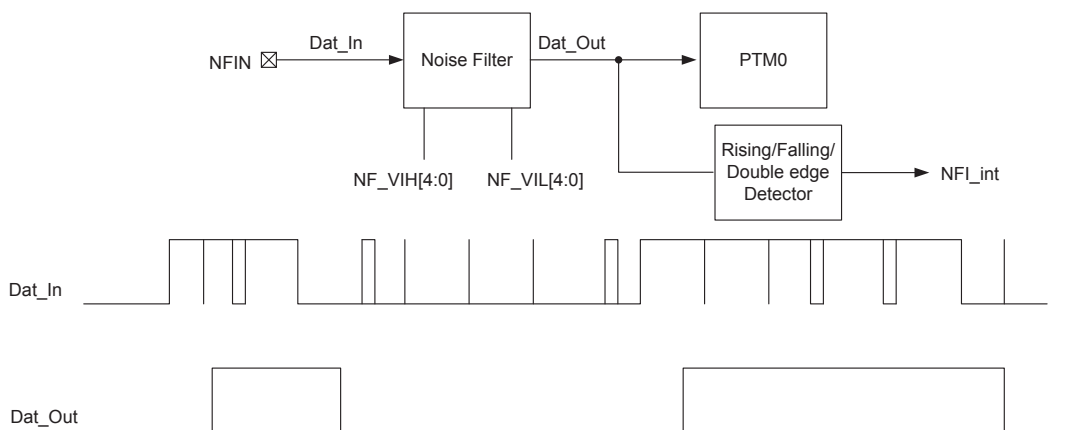 NFIN
Dat_In
Noise Filter
Dat_Out
PTM0
NF_VIH[4:0]
NF_VIL[4:0]
Rising/Falling/
Double edge
Detector
NFI_int
Dat_In
Dat_Out